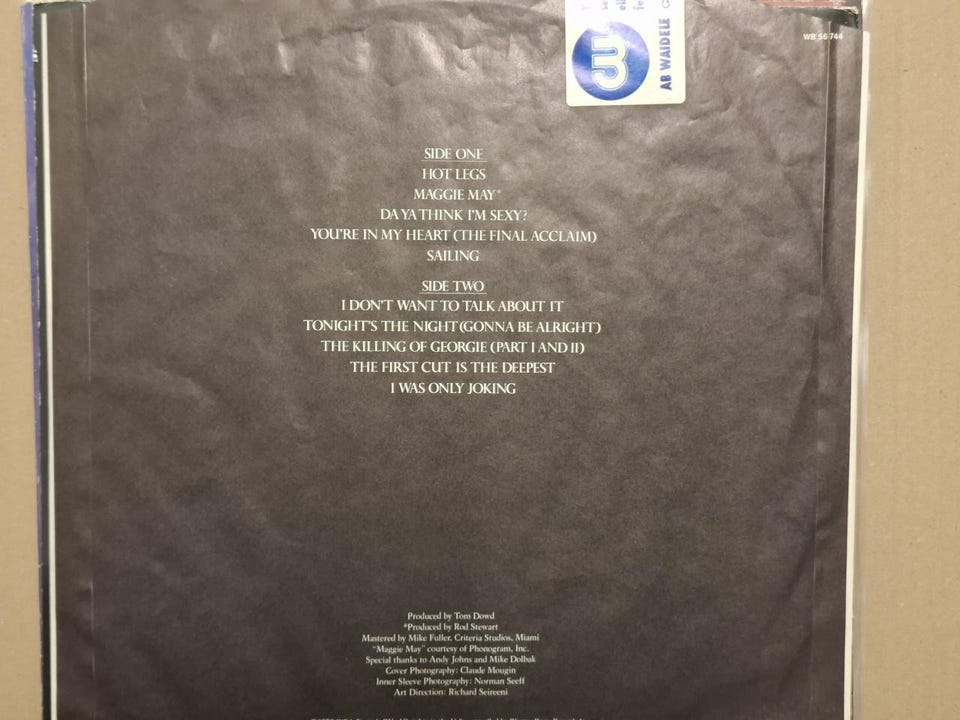 WB 56 744
AB WAIDELE
SIDE ONE
HOT LEGS
MAGGIE MAY*
DA YA THINK I'M SEXY?
YOU'RE IN MY HEART (THE FINAL ACCLAIM)
SAILING
SIDE TWO
I DON'T WANT TO TALK ABOUT IT
TONIGHT'S THE NIGHT (GONNA BE ALRIGHT)
THE KILLING OF GEORGIE (PART I AND II)
THE FIRST CUT IS THE DEEPEST
I WAS ONLY JOKING
Produced by Tom Dowd
*Produced by Rod Stewart
Mastered by Mike Fuller, Criteria Studios, Miami
"Maggie May" courtesy of Phonogram, Inc.
Special thanks to Andy Johns and Mike Dolbak
Cover Photography: Claude Mougin
Inner Sleeve Photography: Norman Seeff
Art Direction: Richard Seireeni